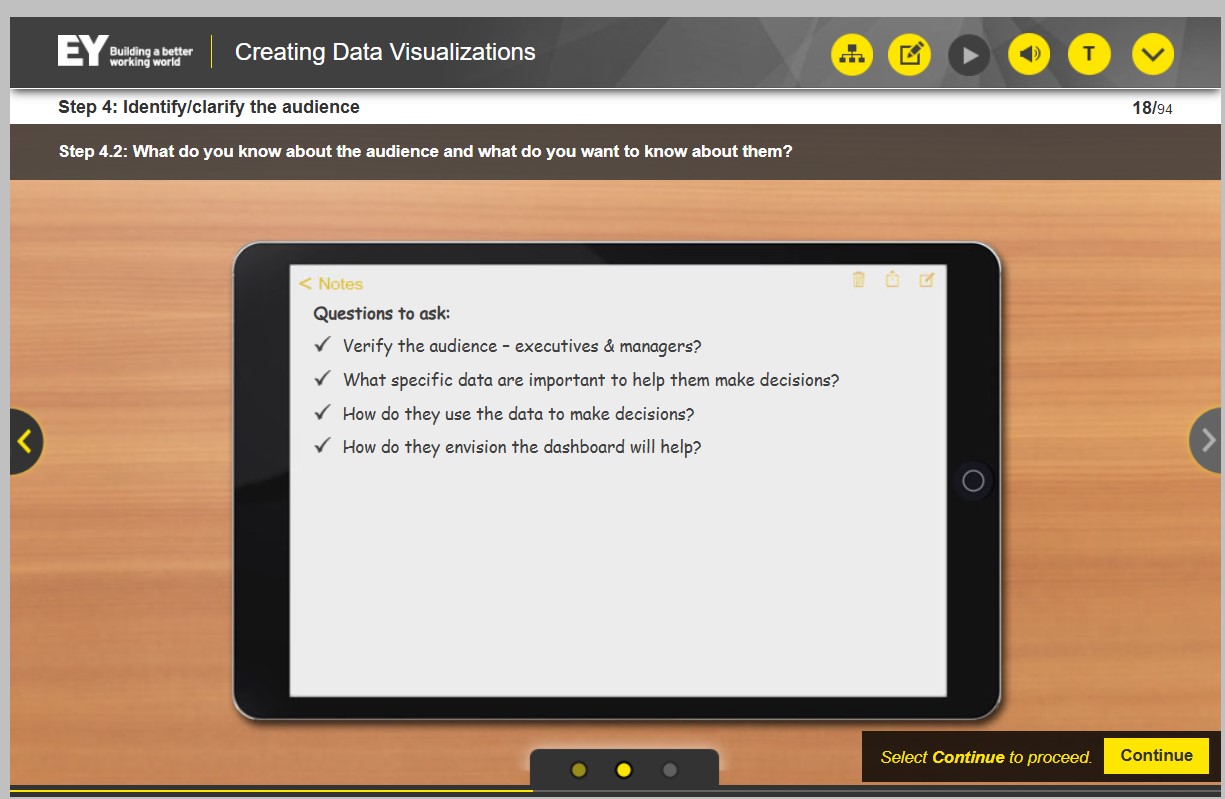 EY Building a better
working world
Creating Data Visualizations
T
Step 4: Identify/clarify the audience
18/94
Step 4.2: What do you know about the audience and what do you want to know about them?
< Notes
Questions to ask:
✓ Verify the audience – executives & managers?
✓ What specific data are important to help them make decisions?
✓ How do they use the data to make decisions?
✓ How do they envision the dashboard will help?
Select Continue to proceed.
Continue